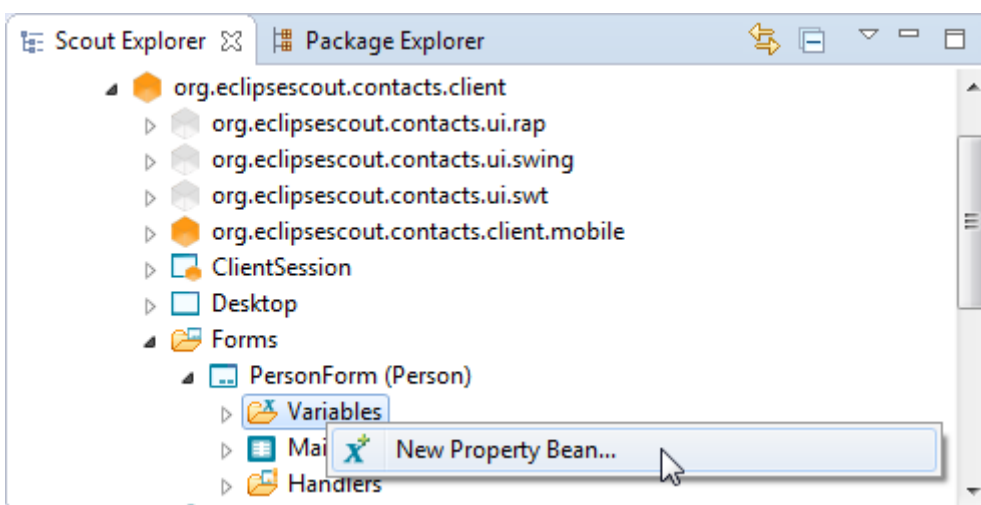 Scout Explorer Package Explorer
org.eclipsescout.contacts.client
org.eclipsescout.contacts.ui.rap
org.eclipsescout.contacts.ui.swing
org.eclipsescout.contacts.ui.swt
org.eclipsescout.contacts.client.mobile
ClientSession
Desktop
Forms
PersonForm (Person)
Variables
Mai New Property Bean...
Handlers